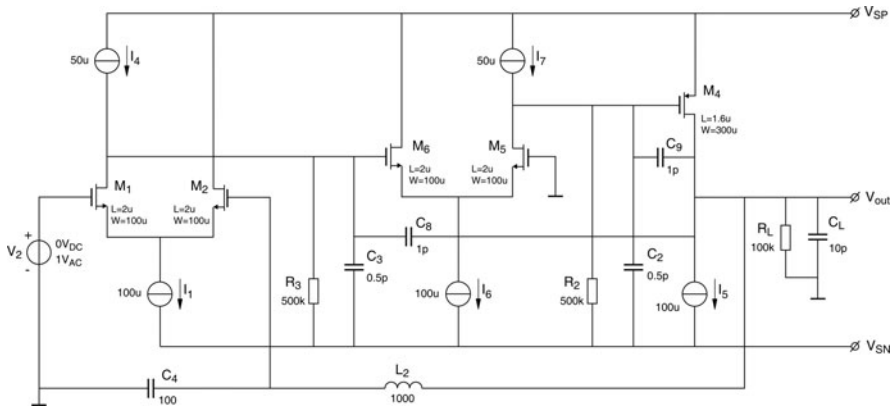 V_SP
50u I_4
50u I_7
M_4
L=1.6u
W=300u
M_6
L=2u
W=100u
M_5
L=2u
W=100u
C_9
1p
M_1
L=2u
W=100u
M_2
L=2u
W=100u
V_out
V_2
+
-
0V_DC
1V_AC
C_8
1p
C_3
0.5p
C_2
0.5p
R_L
100k
C_L
10p
R_3
500k
R_2
500k
100u I_1
100u I_6
100u I_5
V_SN
C_4
100
L_2
1000